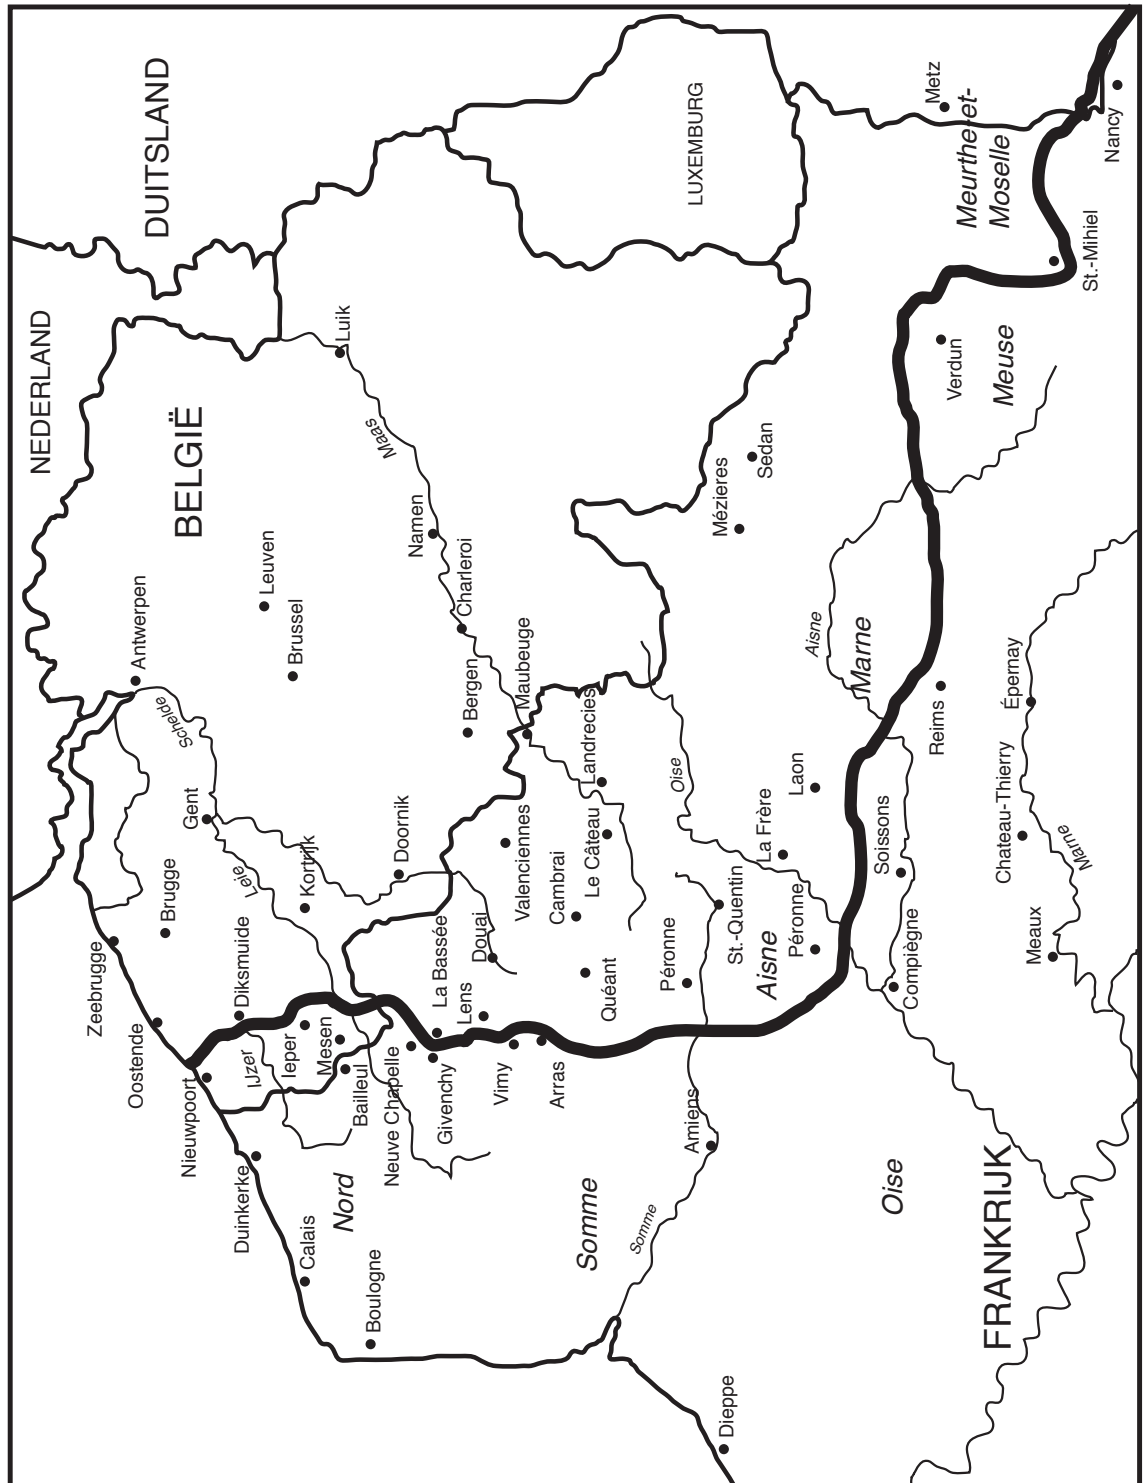 NEDERLAND
DUITSLAND
BELGIË
LUXEMBURG
FRANKRIJK
Zeebrugge
Oostende
Nieuwpoort
Duinkerke
Calais
Boulogne
Dieppe
Brugge
Gent
Antwerpen
Schelde
Leie
Kortrijk
Diksmuide
IJzer
Ieper
Mesen
Bailleul
Nord
Neuve Chapelle
Givenchy
La Bassée
Lens
Vimy
Arras
Douai
Doornik
Leuven
Brussel
Luik
Maas
Namen
Charleroi
Bergen
Maubeuge
Valenciennes
Cambrai
Le Câteau
Landrecies
Quéant
Péronne
St.-Quentin
Somme
Somme
Amiens
Oise
Oise
La Frère
Laon
Aisne
Péronne
Aisne
Marne
Mézieres
Sedan
Soissons
Compiègne
Reims
Épernay
Chateau-Thierry
Marne
Meaux
Verdun
Meuse
St.-Mihiel
Meurthe-et-
Moselle
Metz
Nancy